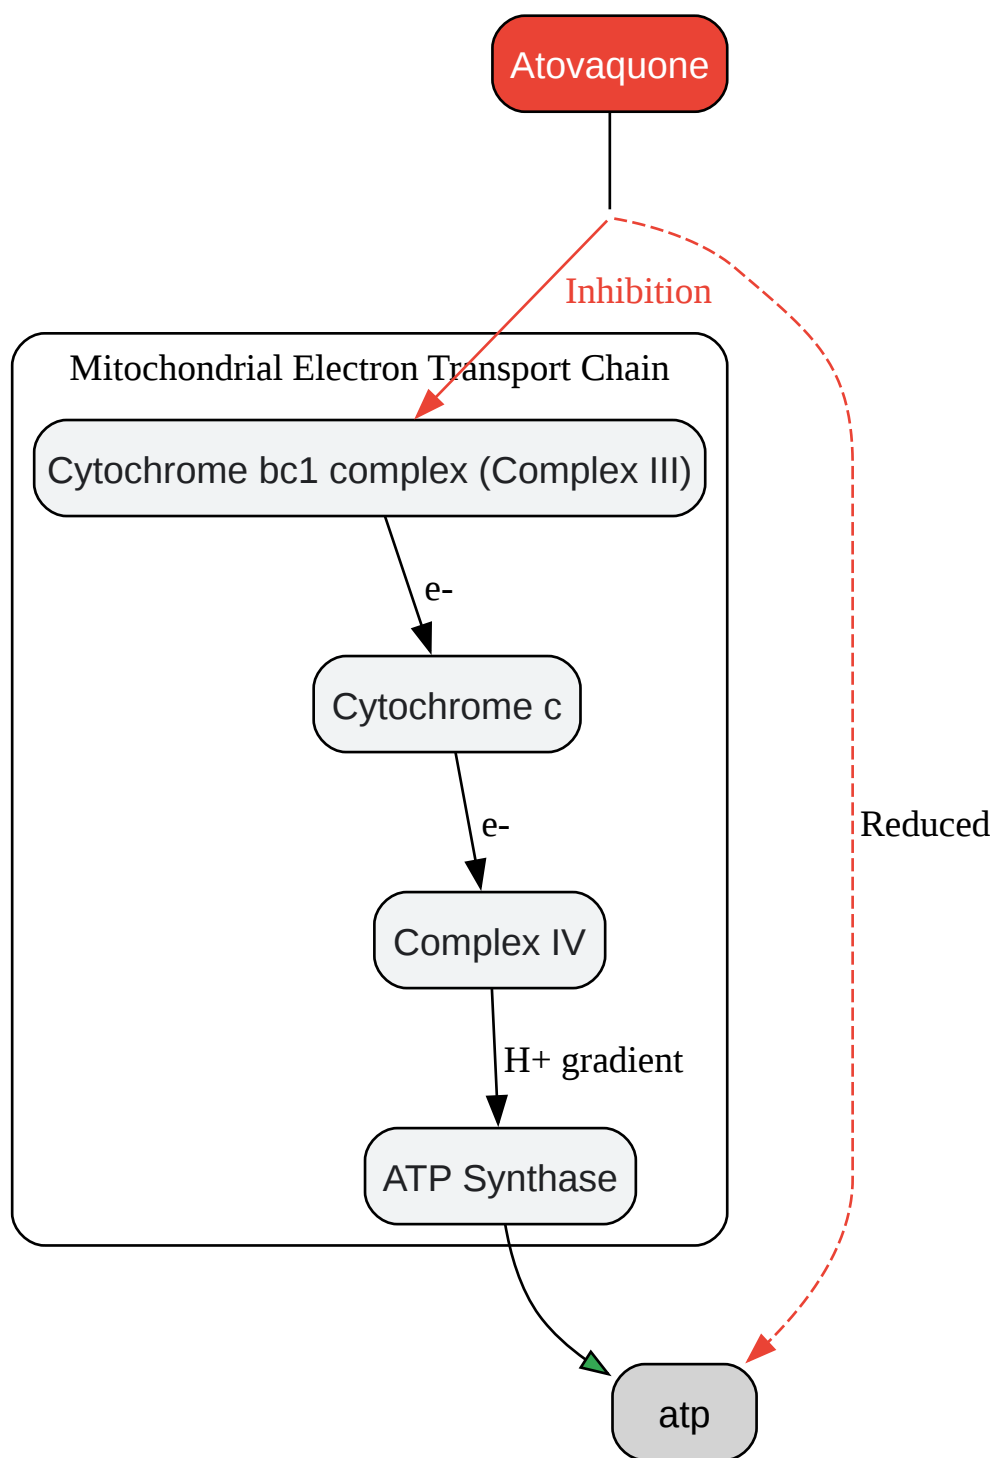 Atovaquone
Inhibition
Mitochondrial Electron Transport Chain
Cytochrome bc1 complex (Complex III)
e-
Cytochrome c
e-
Reduced
Complex IV
H+ gradient
ATP Synthase
atp